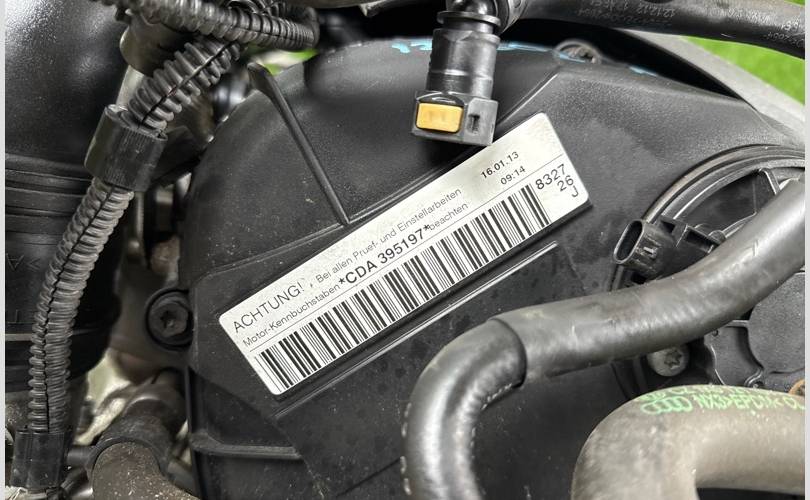 ACHTUNG! Bei allen Pruef- und Einstellarbeiten
Motor-Kennbuchstaben *CDA 395197* beachten
16.01.13
09:14
8327
26
J